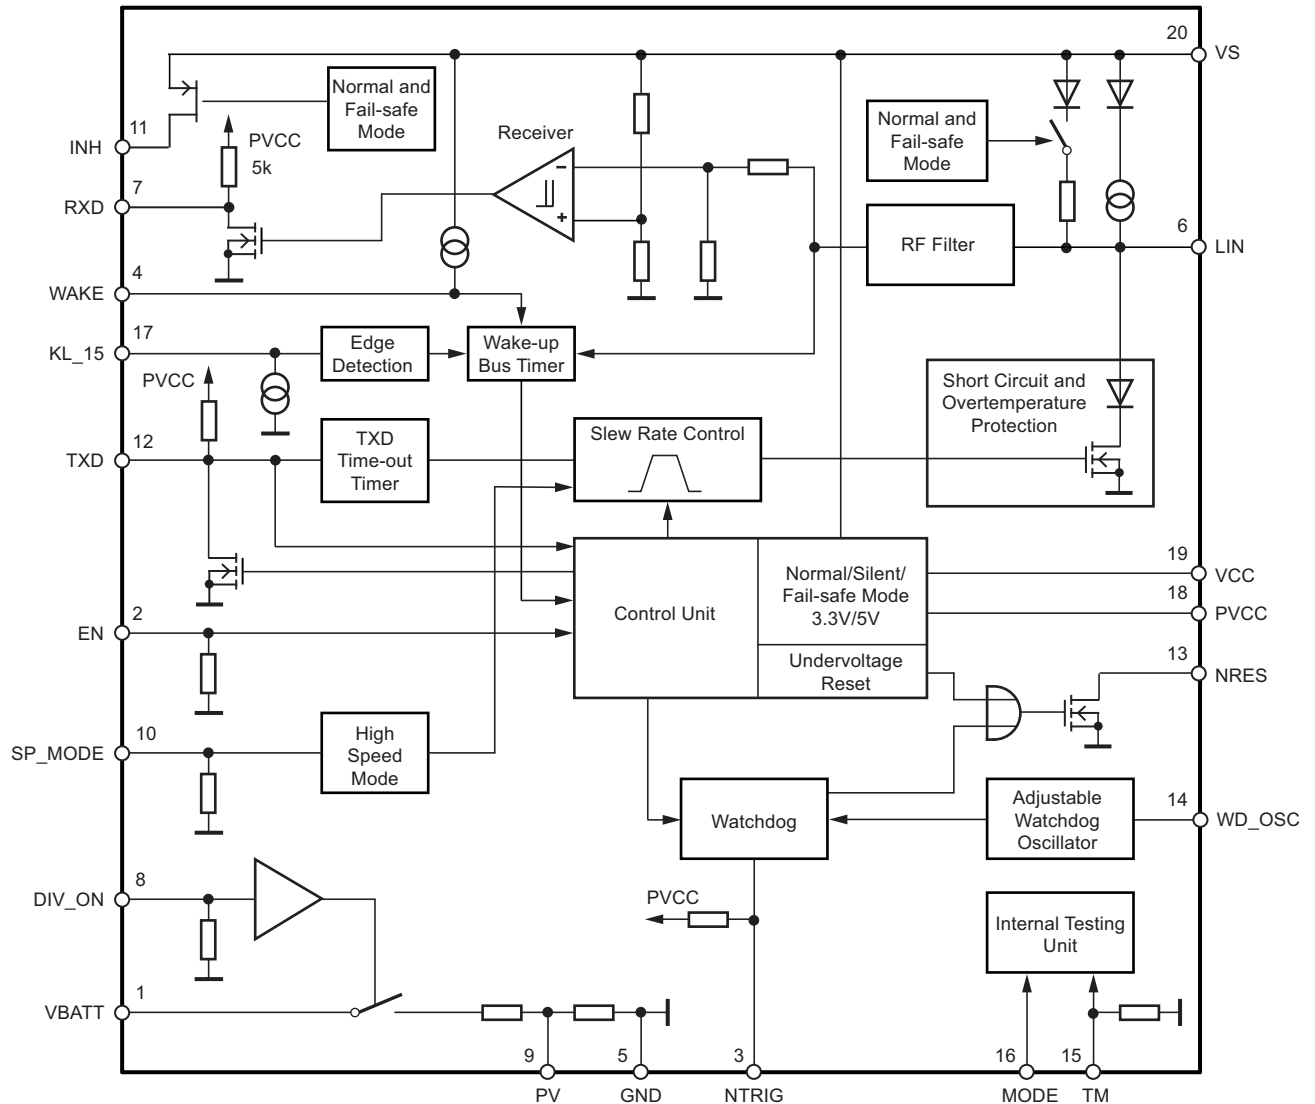 20
VS
Normal and
Fail-safe
Mode
11
INH
PVCC
5k
Receiver
−
+
Normal and
Fail-safe
Mode
7
RXD
RF Filter
6
LIN
4
WAKE
17
KL_15
Edge
Detection
Wake-up
Bus Timer
PVCC
Short Circuit and
Overtemperature
Protection
12
TXD
TXD
Time-out
Timer
Slew Rate Control
Control Unit
Normal/Silent/
Fail-safe Mode
3.3V/5V
19
VCC
18
PVCC
2
EN
Undervoltage
Reset
13
NRES
10
SP_MODE
High
Speed
Mode
Watchdog
Adjustable
Watchdog
Oscillator
14
WD_OSC
8
DIV_ON
PVCC
Internal Testing
Unit
1
VBATT
9
PV
5
GND
3
NTRIG
16
MODE
15
TM